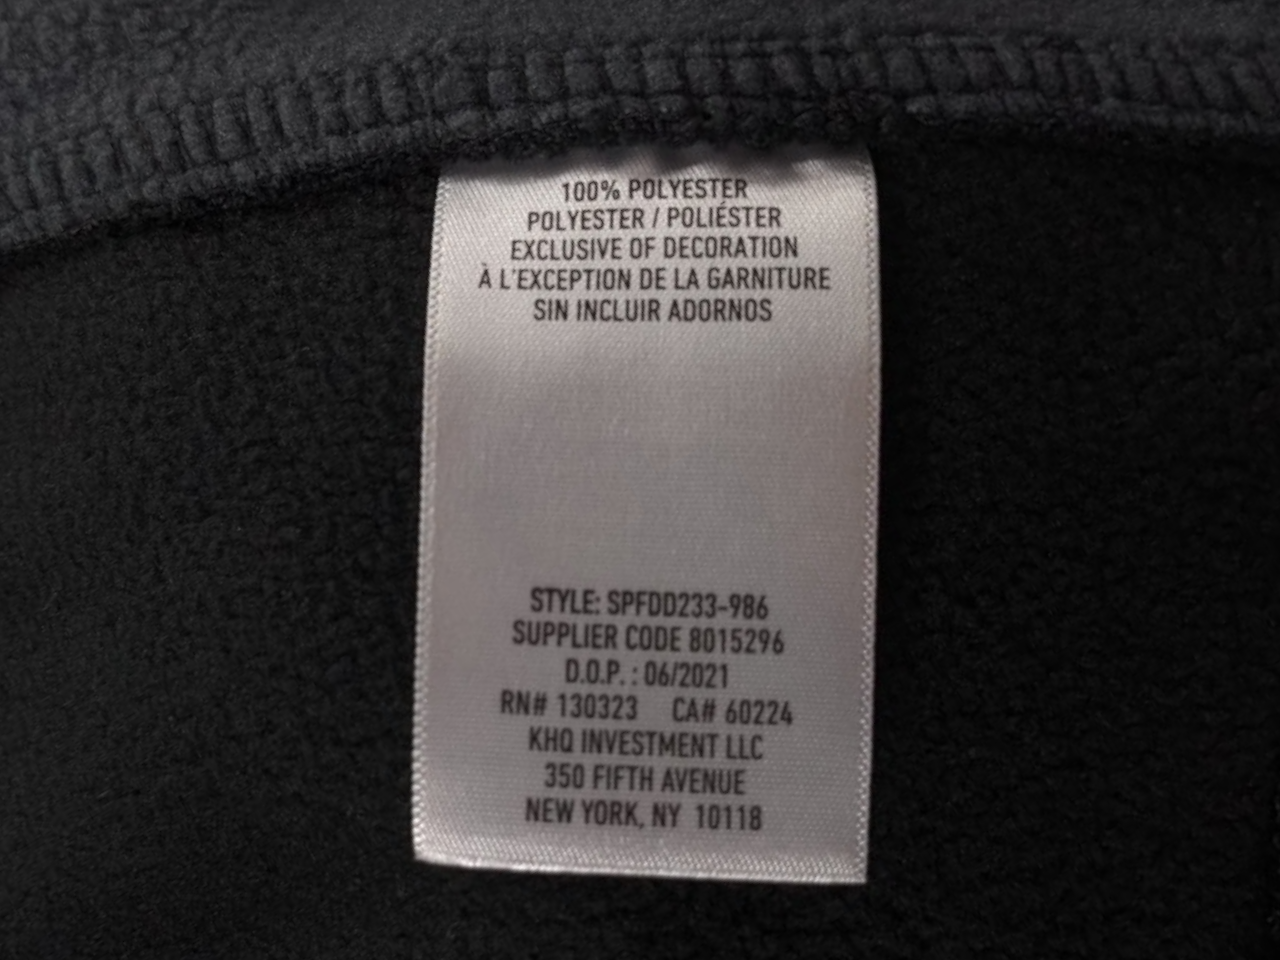 100% POLYESTER
POLYESTER / POLIÉSTER
EXCLUSIVE OF DECORATION
À L'EXCEPTION DE LA GARNITURE
SIN INCLUIR ADORNOS
STYLE: SPFDD233-986
SUPPLIER CODE 8015296
D.O.P. : 06/2021
RN# 130323 CA# 60224
KHQ INVESTMENT LLC
350 FIFTH AVENUE
NEW YORK, NY 10118